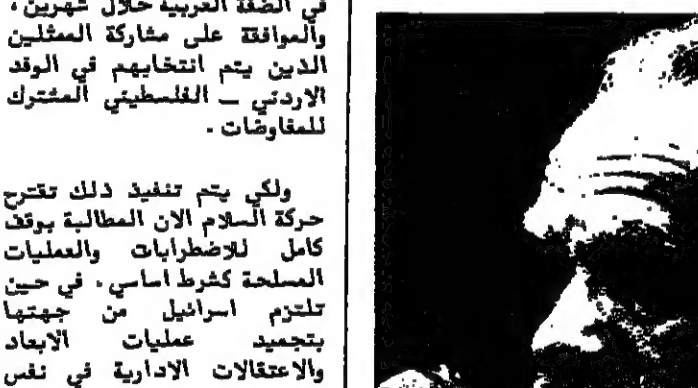 في الضفة الغربية خلال شهرين،
والموافقة على مشاركة الممثلين
الذين يتم انتخابهم في الوفد
الاردني — الفلسطيني المشترك
للمفاوضات .
ولكي يتم تنفيذ ذلك تقترح
حركة السلام الان المطالبة بوقف
كامل للاضطرابات والعمليات
المسلحة كشرط اساسي . في حين
تلتزم اسرائيل من جهتها
بتجميد عمليات الابعاد
والاعتقالات الادارية في نفس